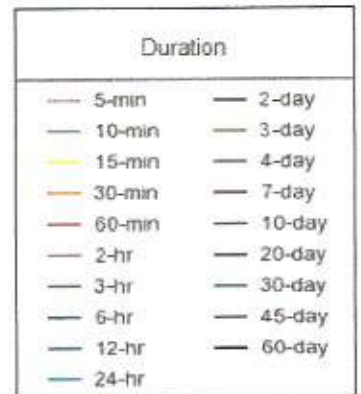 Duration
5-min
10-min
15-min
30-min
60-min
2-hr
3-hr
6-hr
12-hr
24-hr
2-day
3-day
4-day
7-day
10-day
20-day
30-day
45-day
60-day